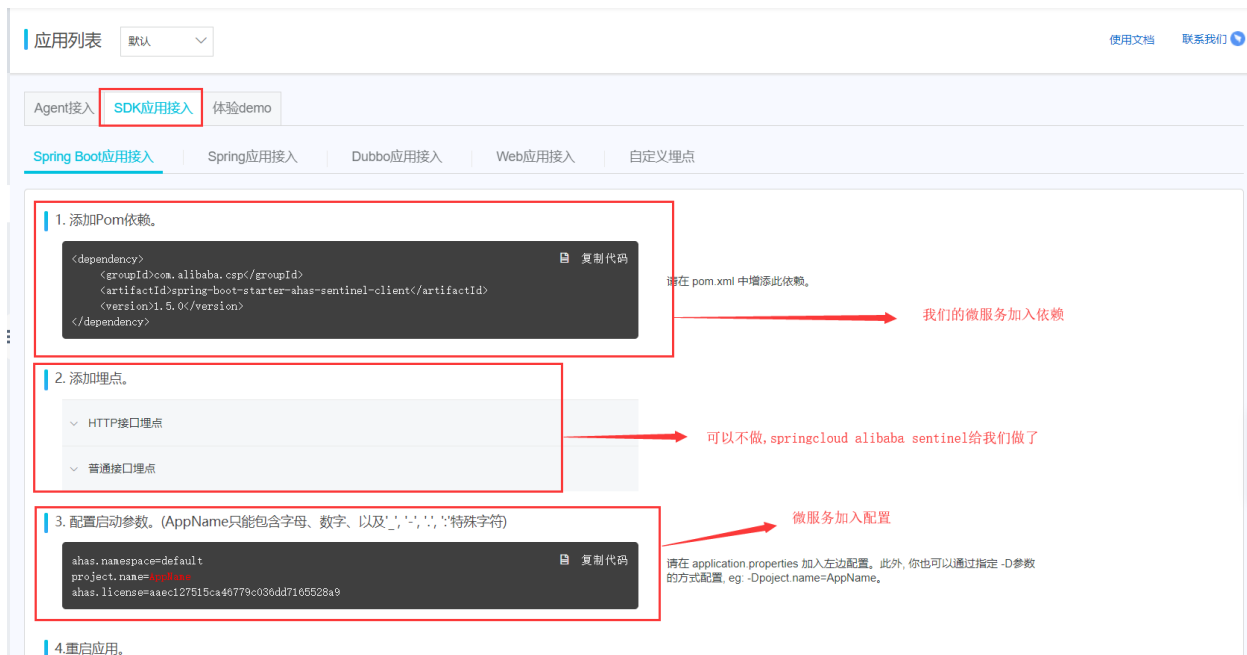 应用列表
默认
使用文档
联系我们
Agent接入
SDK应用接入
体验demo
Spring Boot应用接入
Spring应用接入
Dubbo应用接入
Web应用接入
自定义埋点
1. 添加Pom依赖。
复制代码
<dependency>
<groupId>com.alibaba.csp</groupId>
<artifactId>spring-boot-starter-ahas-sentinel-client</artifactId>
<version>1.5.0</version>
</dependency>
请在 pom.xml 中增添此依赖。
我们的微服务加入依赖
2. 添加埋点。
HTTP接口埋点
普通接口埋点
可以不做,springcloud alibaba sentinel给我们做了
3. 配置启动参数。(AppName只能包含字母、数字、以及'_', '-', '.', ':'特殊字符)
微服务加入配置
复制代码
ahas.namespace=default
project.name=AppName
ahas.license=aaec127515ca46779c036dd7165528a9
请在 application.properties 加入左边配置。此外, 你也可以通过指定 -D参数
的方式配置, eg: -Dpoject.name=AppName。
4.重启应用。